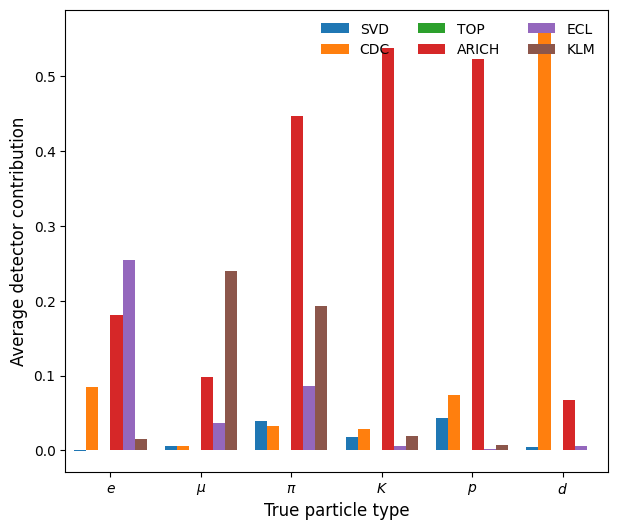 SVD TOP ECL
CDC ARICH KLM
Average detector contribution
0.5
0.4
0.3
0.2
0.1
0.0
e μ π K p d
True particle type